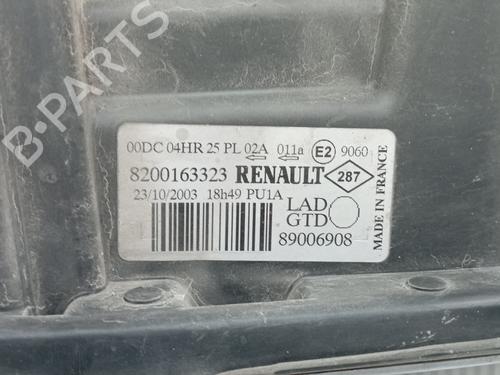 B-PARTS
00DC 04HR 25 PL 02A 011a E2 9060
8200163323 RENAULT 287
23/10/2003 18h49 PU1A
LAD
GTD
89006908
MADE IN FRANCE